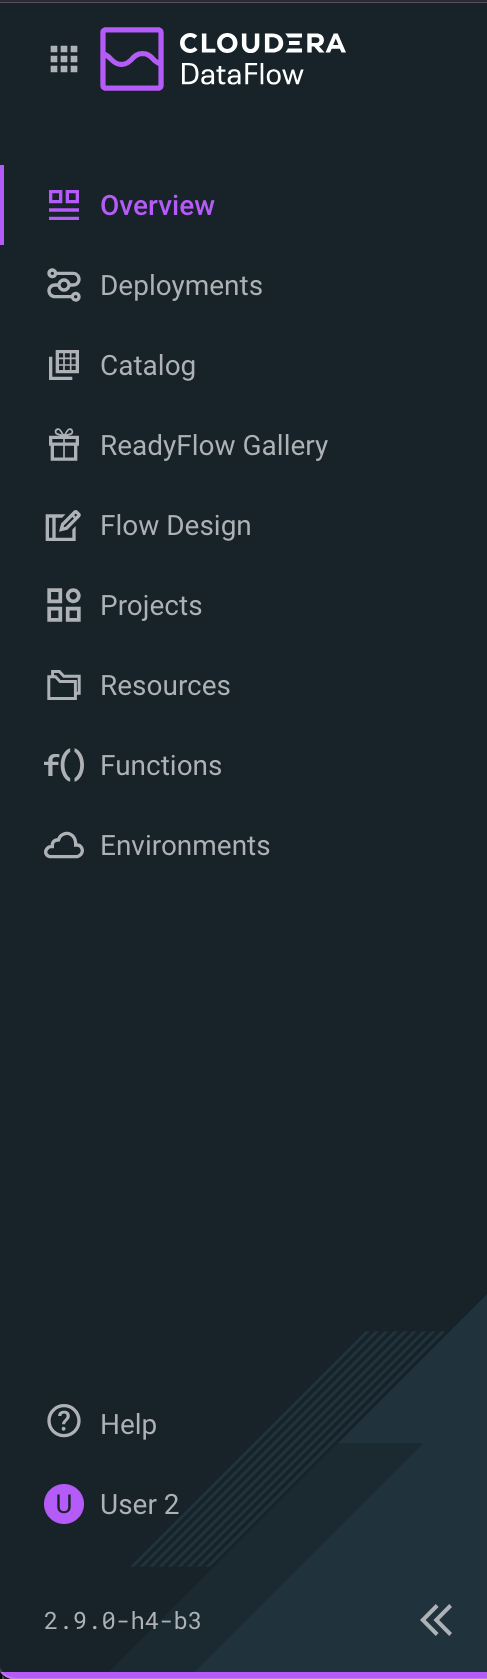 CLOUDERA
DataFlow
Overview
Deployments
Catalog
ReadyFlow Gallery
Flow Design
Projects
Resources
f() Functions
Environments
? Help
U User 2
2.9.0-h4-b3